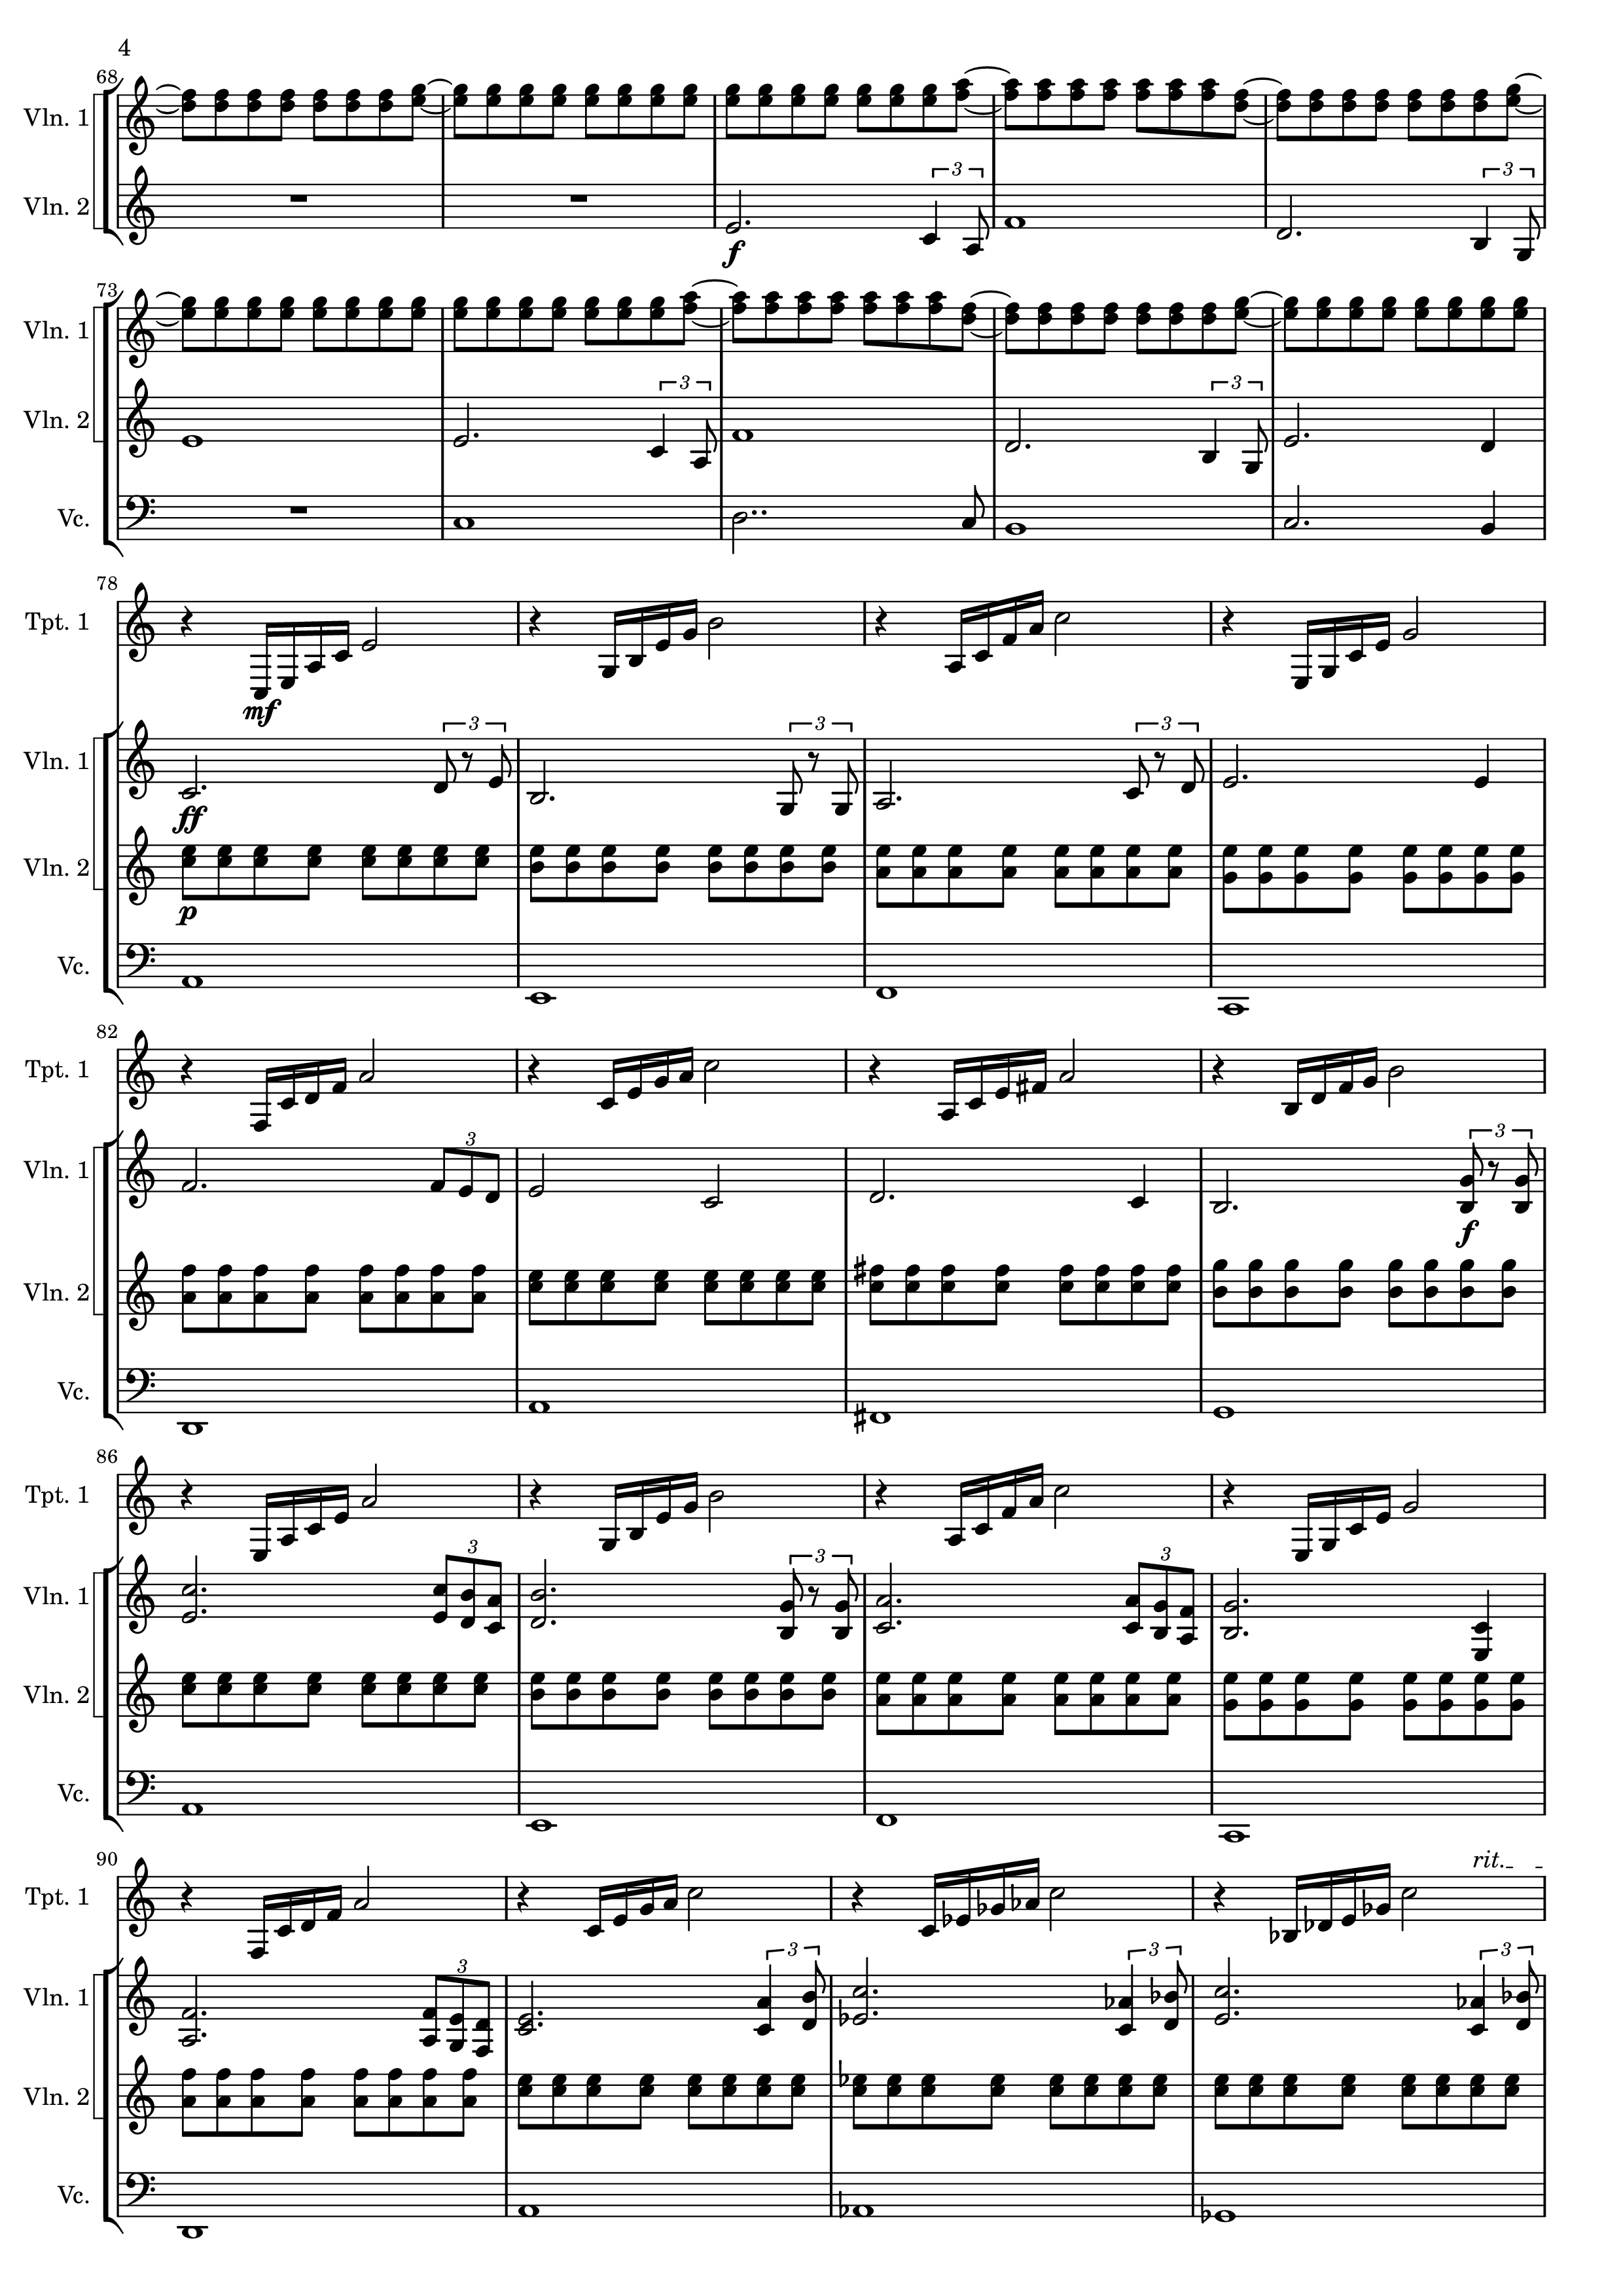 4
68
Vln. 1
3 3
Vln. 2
f
73
Vln. 1
3 3
Vln. 2
Vc.
78
Tpt. 1
mf
3 3 3
Vln. 1
ff
Vln. 2
p
Vc.
82
Tpt. 1
3 3
Vln. 1
f
Vln. 2
Vc.
86
Tpt. 1
3 3 3
Vln. 1
Vln. 2
Vc.
90
rit.
Tpt. 1
3 3 3 3
Vln. 1
Vln. 2
Vc.